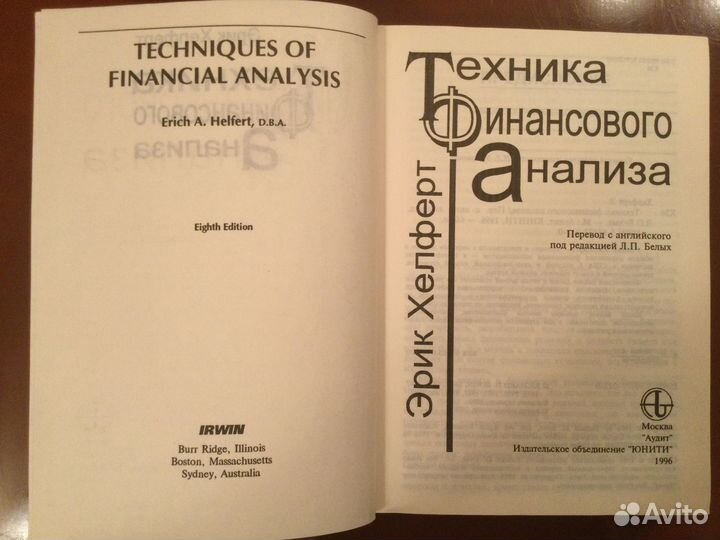 TECHNIQUES OF
FINANCIAL ANALYSIS
Erich A. Helfert, D.B.A.
Eighth Edition
IRWIN
Burr Ridge, Illinois
Boston, Massachusetts
Sydney, Australia
Эрик Хелферт
Техника
Финансового
Анализа
Перевод с английского
под редакцией Л.П. Белых
Москва
"Аудит"
Издательское объединение "ЮНИТИ"
1996
Avito